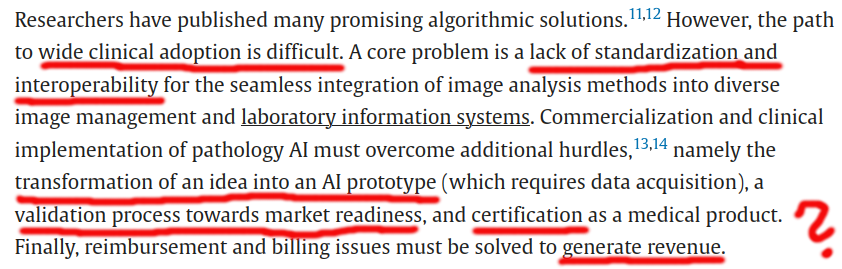 Researchers have published many promising algorithmic solutions.11,12 However, the path
to wide clinical adoption is difficult. A core problem is a lack of standardization and
interoperability for the seamless integration of image analysis methods into diverse
image management and laboratory information systems. Commercialization and clinical
implementation of pathology AI must overcome additional hurdles,13,14 namely the
transformation of an idea into an AI prototype (which requires data acquisition), a
validation process towards market readiness, and certification as a medical product.
Finally, reimbursement and billing issues must be solved to generate revenue.
?